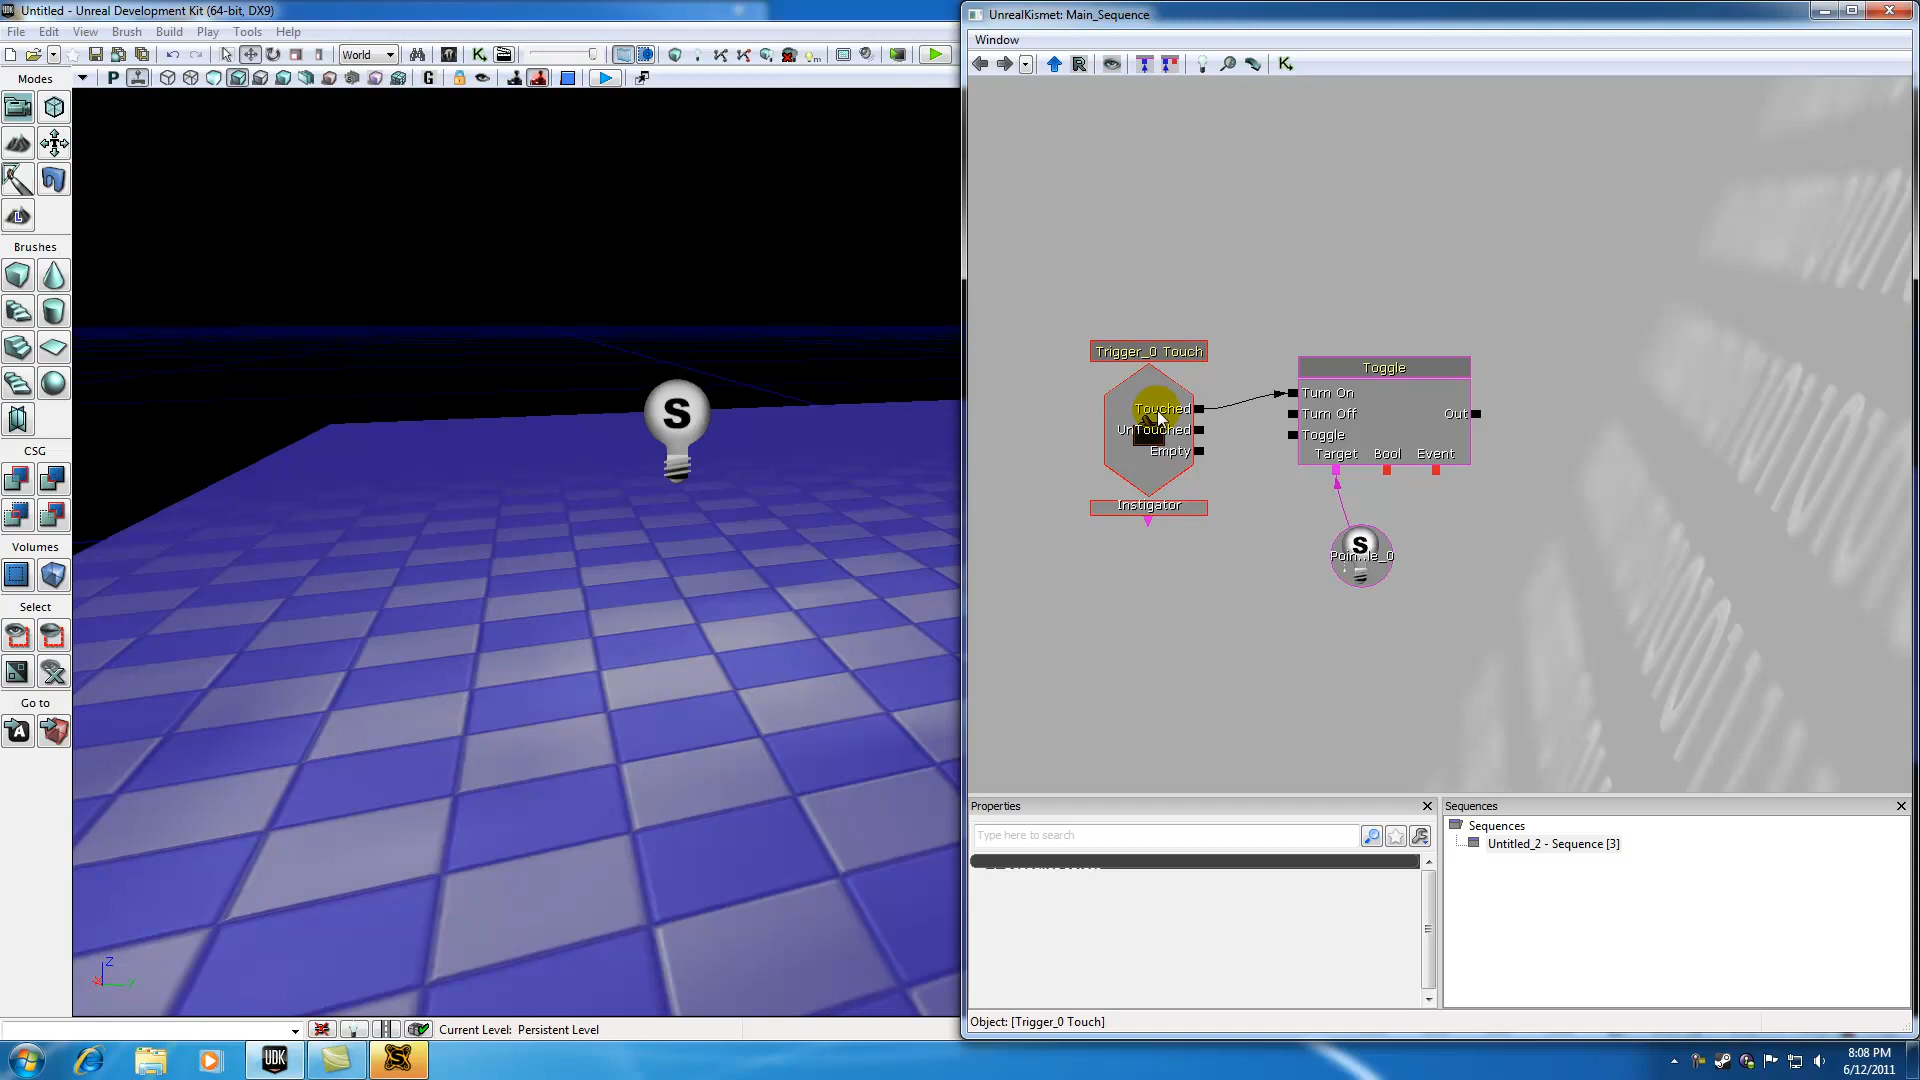 Untitled - Unreal Development Kit (64-bit, DX9)
File Edit View Brush Build Play Tools Help
World
Modes
P
G
Brushes
CSG
Volumes
Select
Go to
S
Z
Y
Current Level: Persistent Level
UnrealKismet: Main_Sequence
Window
R
Trigger_0 Touch
Touched
UnTouched
Empty
Instigator
Toggle
Turn On
Turn Off
Toggle
Out
Target Bool Event
S
Poin...le_0
Properties
Type here to search
Sequences
Sequences
Untitled_2 - Sequence [3]
Object: [Trigger_0 Touch]
UDK
8:08 PM
6/12/2011